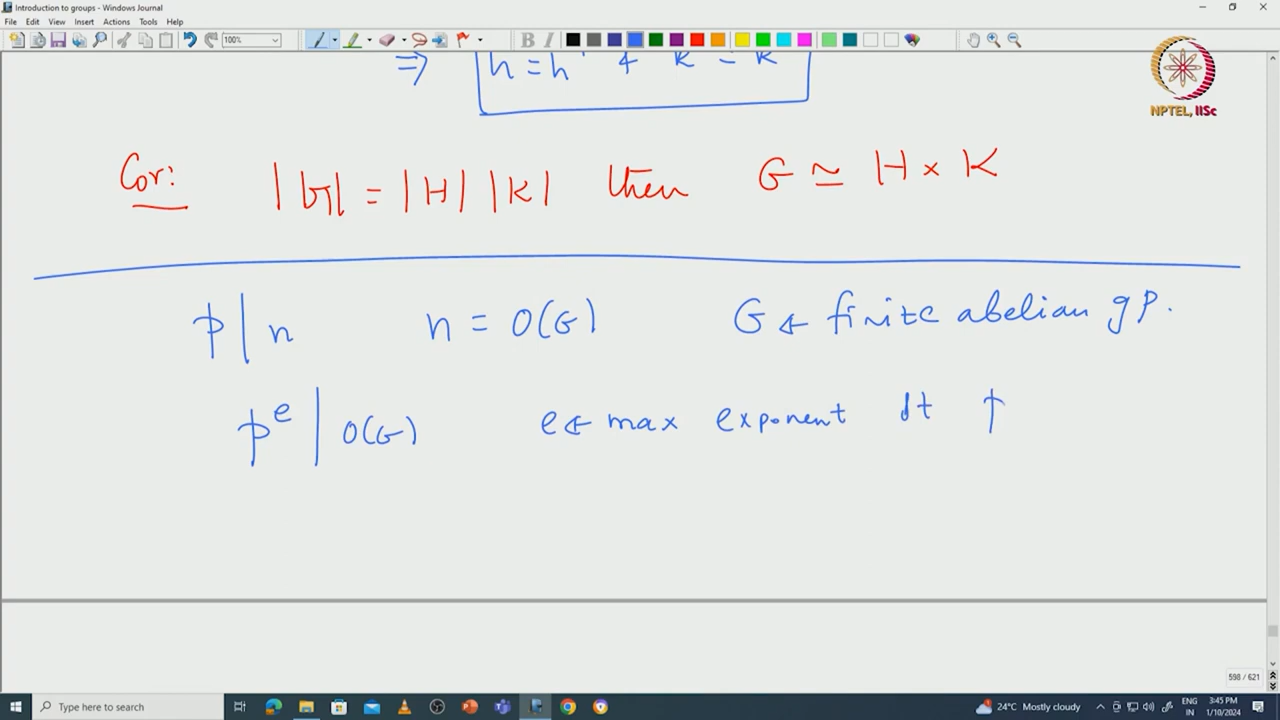 Introduction to groups - Windows Journal
File Edit View Insert Actions Tools Help
100%
B I
NPTEL, IISc
⇒ h = h' & k = k'
Cor: |G| = |H| |K| then G ≃ H × K
p | n n = O(G) G ← finite abelian gp.
p^e | O(G) e ← max exponent st p
598 / 621
Type here to search
24°C Mostly cloudy
ENG
IN
3:45 PM
1/10/2024